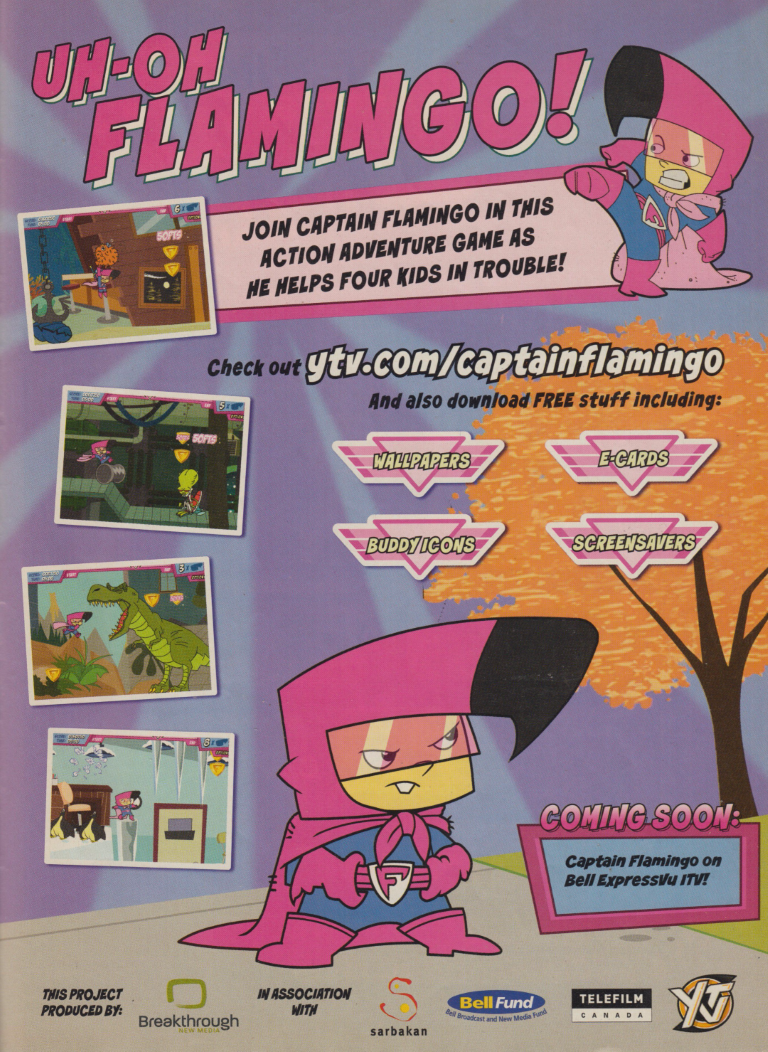 UH-OH
FLAMINGO!
JOIN CAPTAIN FLAMINGO IN THIS
ACTION ADVENTURE GAME AS
HE HELPS FOUR KIDS IN TROUBLE!
50PTS
Check out ytv.com/captainflamingo
And also download FREE stuff including:
50PTS
WALLPAPERS
E-CARDS
BUDDY ICONS
SCREENSAVERS
F
COMING SOON:
Captain Flamingo on
Bell ExpressVu ITV!
THIS PROJECT
PRODUCED BY:
Breakthrough
NEW MEDIA
IN ASSOCIATION
WITH
sarbakan
Bell Fund
Bell Broadcast and New Media Fund
TELEFILM
CANADA
YTV